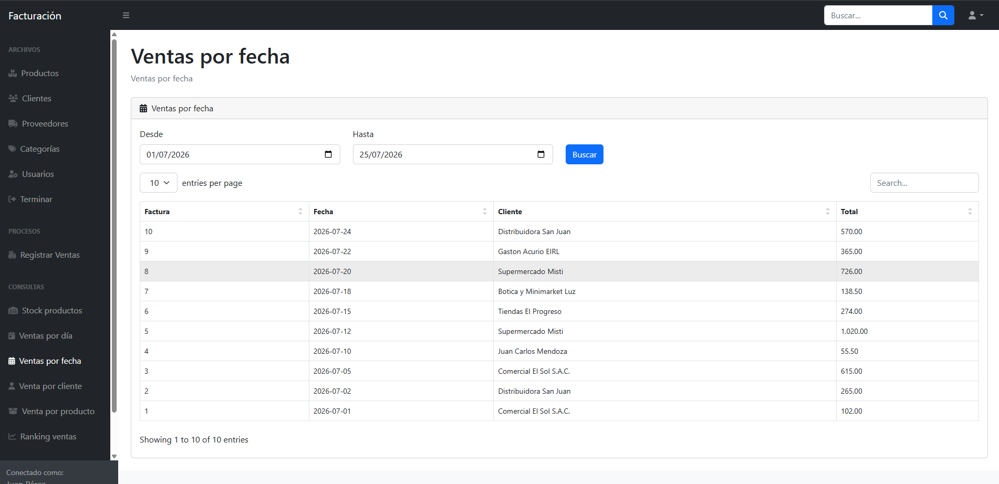 Facturación
Buscar...
ARCHIVOS
Productos
Clientes
Proveedores
Categorías
Usuarios
Terminar
PROCESOS
Registrar Ventas
CONSULTAS
Stock productos
Ventas por día
Ventas por fecha
Venta por cliente
Venta por producto
Ranking ventas
Conectado como:
Juan Pérez
Ventas por fecha
Ventas por fecha
Ventas por fecha
Desde Hasta
01/07/2026 25/07/2026 Buscar
10 entries per page Search...
Factura Fecha Cliente Total
10 2026-07-24 Distribuidora San Juan 570.00
9 2026-07-22 Gaston Acurio EIRL 365.00
8 2026-07-20 Supermercado Misti 726.00
7 2026-07-18 Botica y Minimarket Luz 138.50
6 2026-07-15 Tiendas El Progreso 274.00
5 2026-07-12 Supermercado Misti 1,020.00
4 2026-07-10 Juan Carlos Mendoza 55.50
3 2026-07-05 Comercial El Sol S.A.C. 615.00
2 2026-07-02 Distribuidora San Juan 265.00
1 2026-07-01 Comercial El Sol S.A.C. 102.00
Showing 1 to 10 of 10 entries